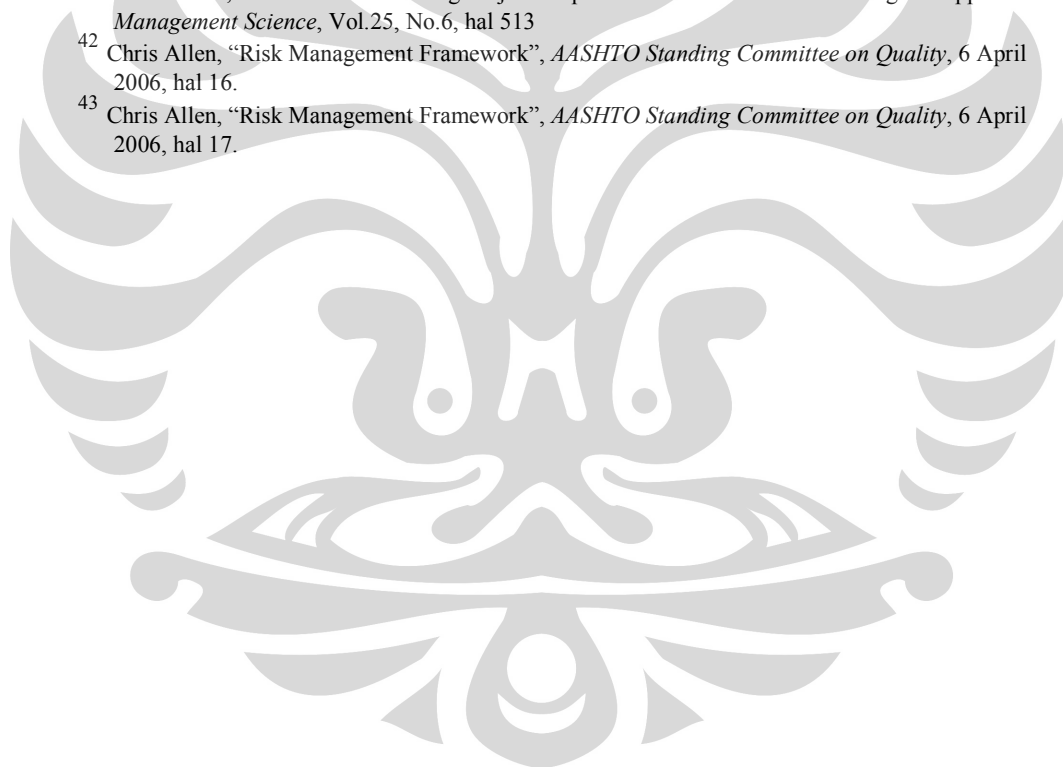 Management Science, Vol.25, No.6, hal 513
42 Chris Allen, “Risk Management Framework”, AASHTO Standing Committee on Quality, 6 April
2006, hal 16.
43 Chris Allen, “Risk Management Framework”, AASHTO Standing Committee on Quality, 6 April
2006, hal 17.